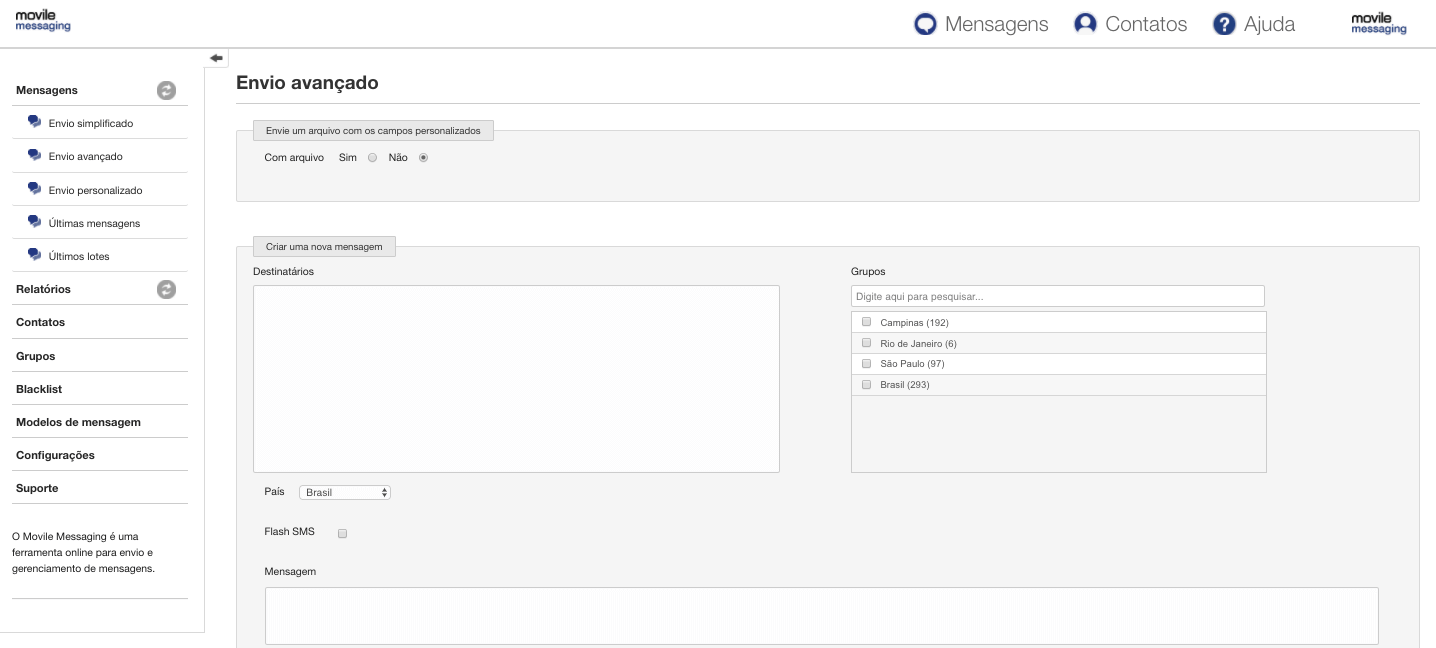 movile
messaging
Mensagens
Contatos
Ajuda
movile
messaging
Mensagens
Envio simplificado
Envio avançado
Envio personalizado
Últimas mensagens
Últimos lotes
Relatórios
Contatos
Grupos
Blacklist
Modelos de mensagem
Configurações
Suporte
O Movile Messaging é uma
ferramenta online para envio e
gerenciamento de mensagens.
Envio avançado
Envie um arquivo com os campos personalizados
Com arquivo Sim Não
Criar uma nova mensagem
Destinatários
Grupos
Digite aqui para pesquisar...
Campinas (192)
Rio de Janeiro (6)
São Paulo (97)
Brasil (293)
País Brasil
Flash SMS
Mensagem